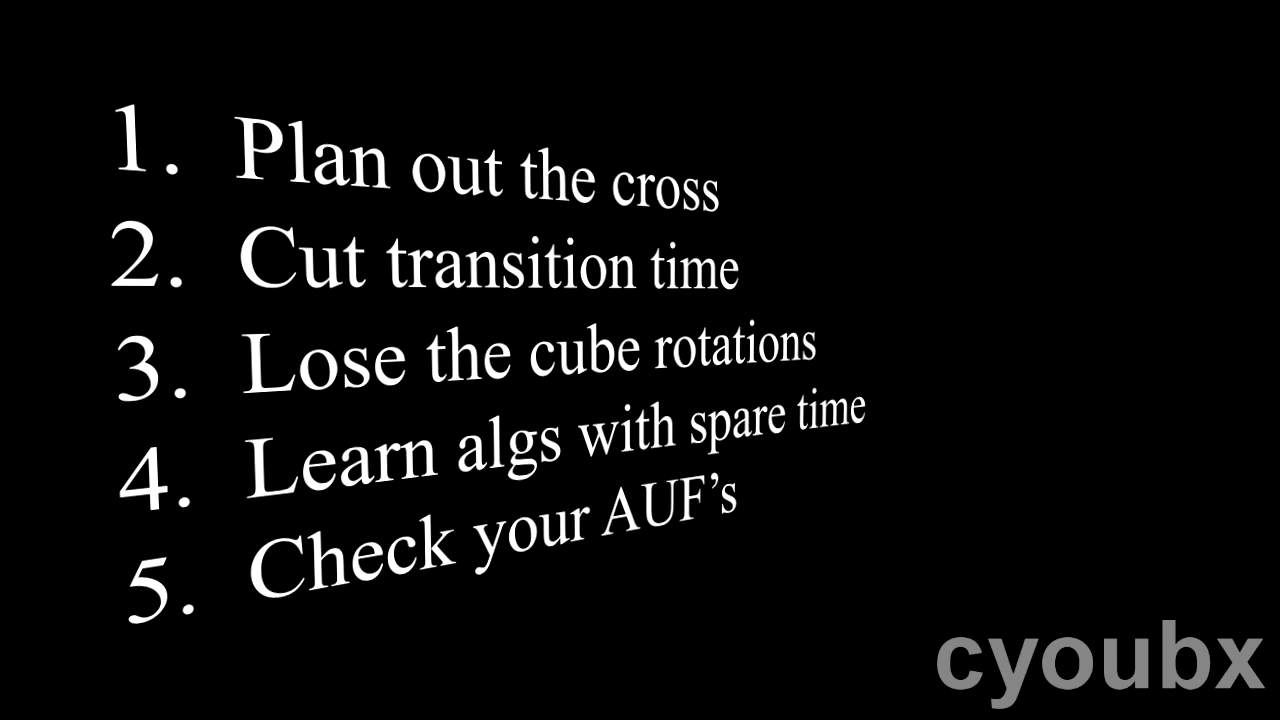 1. Plan out the cross
2. Cut transition time
3. Lose the cube rotations
4. Learn algs with spare time
5. Check your AUF’s
cyoubx